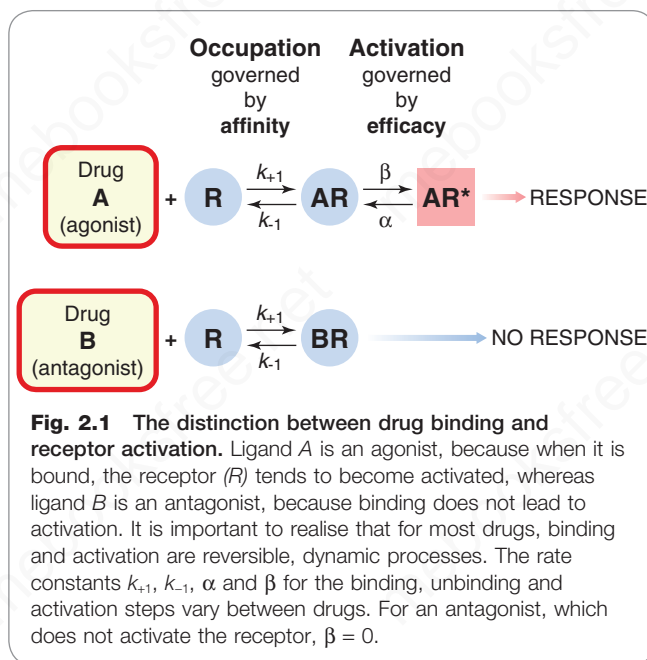 Occupation
governed
by
affinity
Activation
governed
by
efficacy
Drug
A
(agonist)
+ R k+1 k-1 AR β α AR* RESPONSE
Drug
B
(antagonist)
+ R k+1 k-1 BR NO RESPONSE
Fig. 2.1 The distinction between drug binding and
receptor activation. Ligand A is an agonist, because when it is
bound, the receptor (R) tends to become activated, whereas
ligand B is an antagonist, because binding does not lead to
activation. It is important to realise that for most drugs, binding
and activation are reversible, dynamic processes. The rate
constants k+1, k−1, α and β for the binding, unbinding and
activation steps vary between drugs. For an antagonist, which
does not activate the receptor, β = 0.